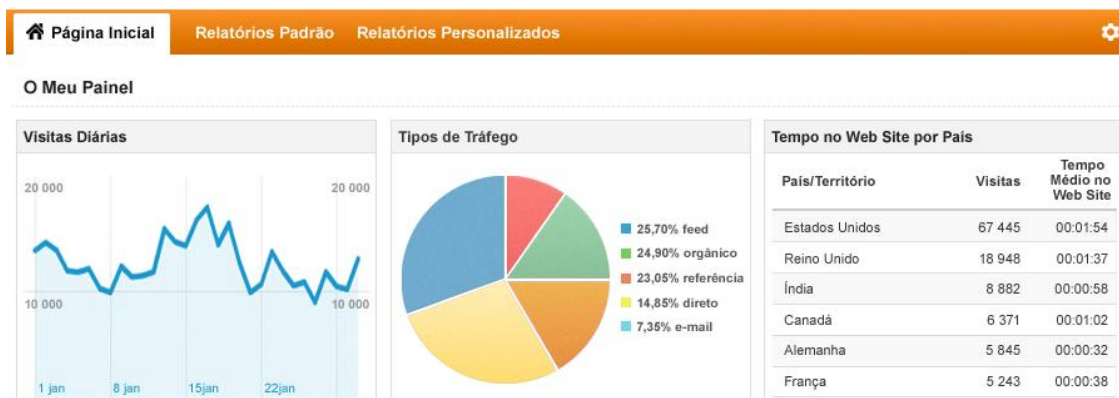 Página Inicial Relatórios Padrão Relatórios Personalizados
O Meu Painel
Visitas Diárias
20 000 20 000
10 000 10 000
1 jan 8 jan 15jan 22jan
Tipos de Tráfego
25,70% feed
24,90% orgânico
23,05% referência
14,85% direto
7,35% e-mail
Tempo no Web Site por País
País/Território Visitas Tempo Médio no Web Site
Estados Unidos 67 445 00:01:54
Reino Unido 18 948 00:01:37
Índia 8 882 00:00:58
Canadá 6 371 00:01:02
Alemanha 5 845 00:00:32
França 5 243 00:00:38